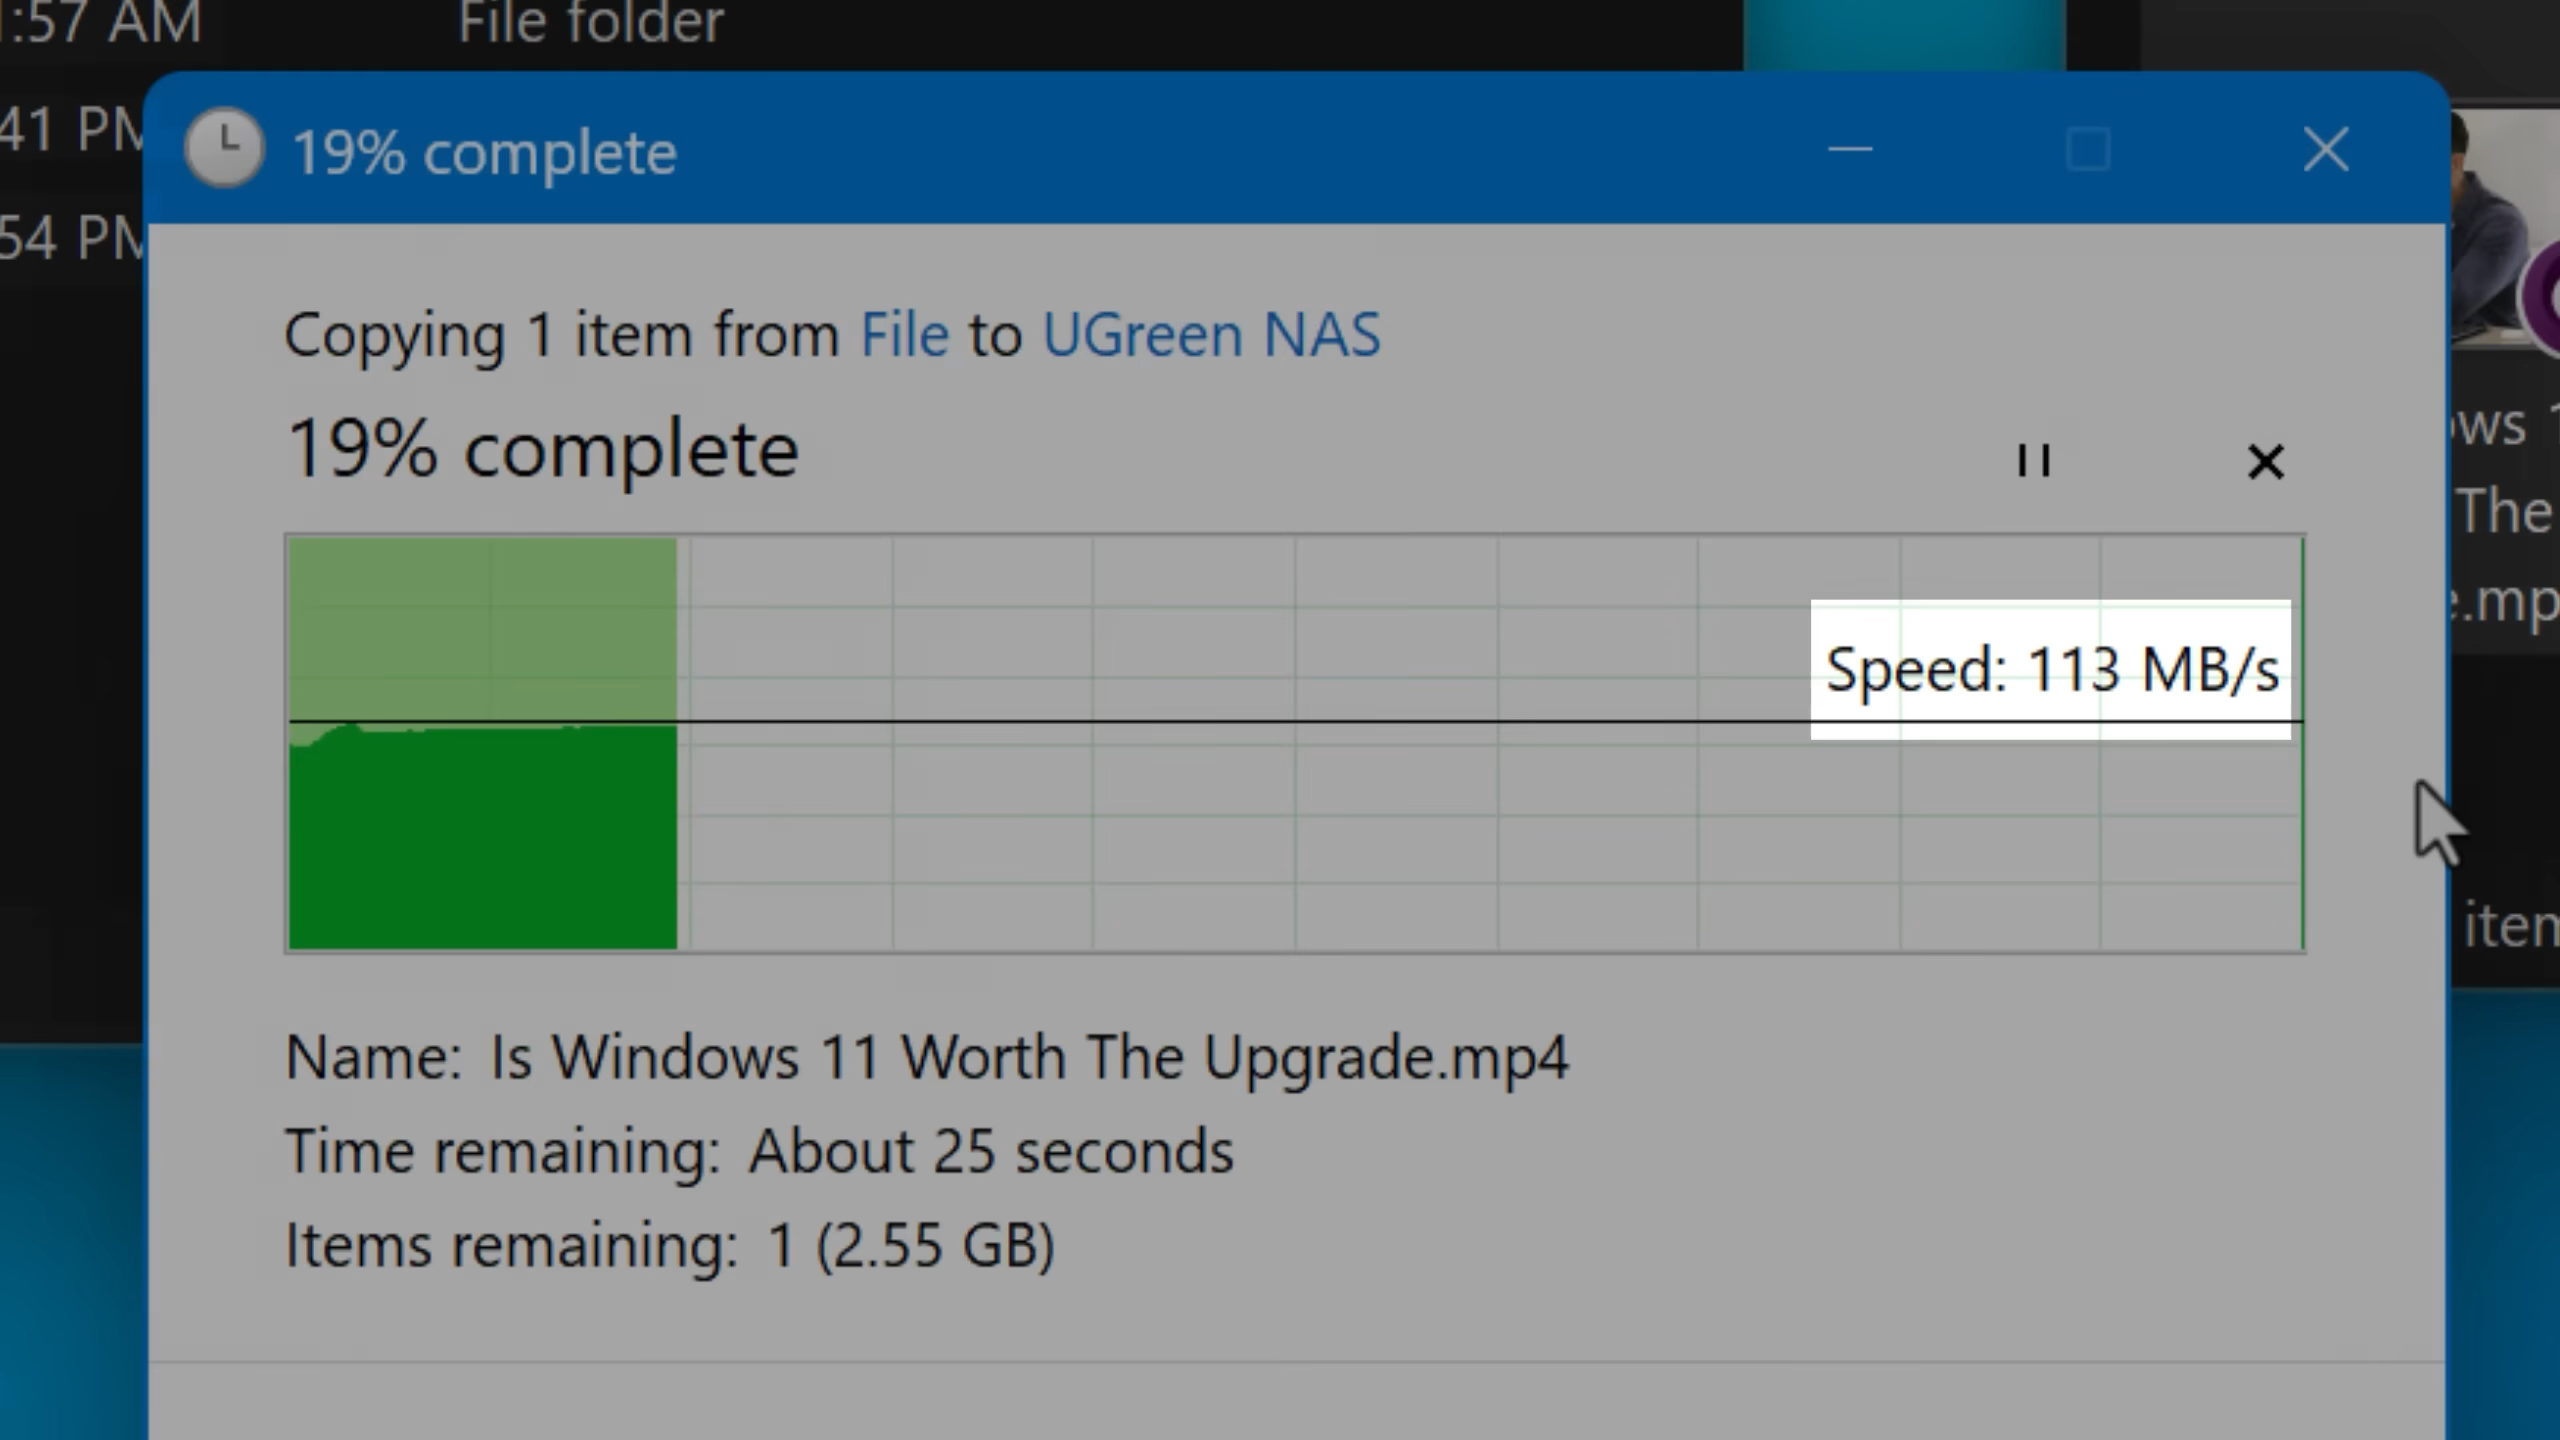 :57 AM File folder
19% complete
41 PM
54 PM
Copying 1 item from File to UGreen NAS
19% complete
Speed: 113 MB/s
The
Name: Is Windows 11 Worth The Upgrade.mp4
Time remaining: About 25 seconds
Items remaining: 1 (2.55 GB)